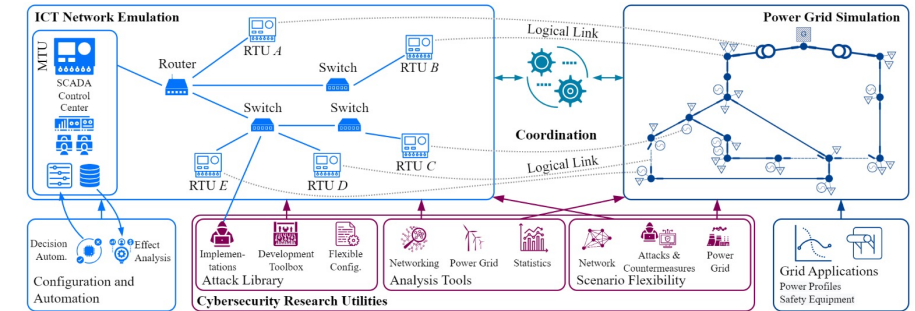 ICT Network Emulation
Power Grid Simulation
MTU
SCADA
Control
Center
Router
RTU A
RTU B
Switch
Switch
Switch
RTU C
RTU D
RTU E
Logical Link
Coordination
Logical Link
G
Decision
Autom.
Effect
Analysis
Configuration and
Automation
Implemen-
tations
Development
Toolbox
Flexible
Config.
Attack Library
Networking
Power Grid
Statistics
Analysis Tools
Network
Attacks &
Countermeasures
Power
Grid
Scenario Flexibility
Cybersecurity Research Utilities
Grid Applications
Power Profiles
Safety Equipment